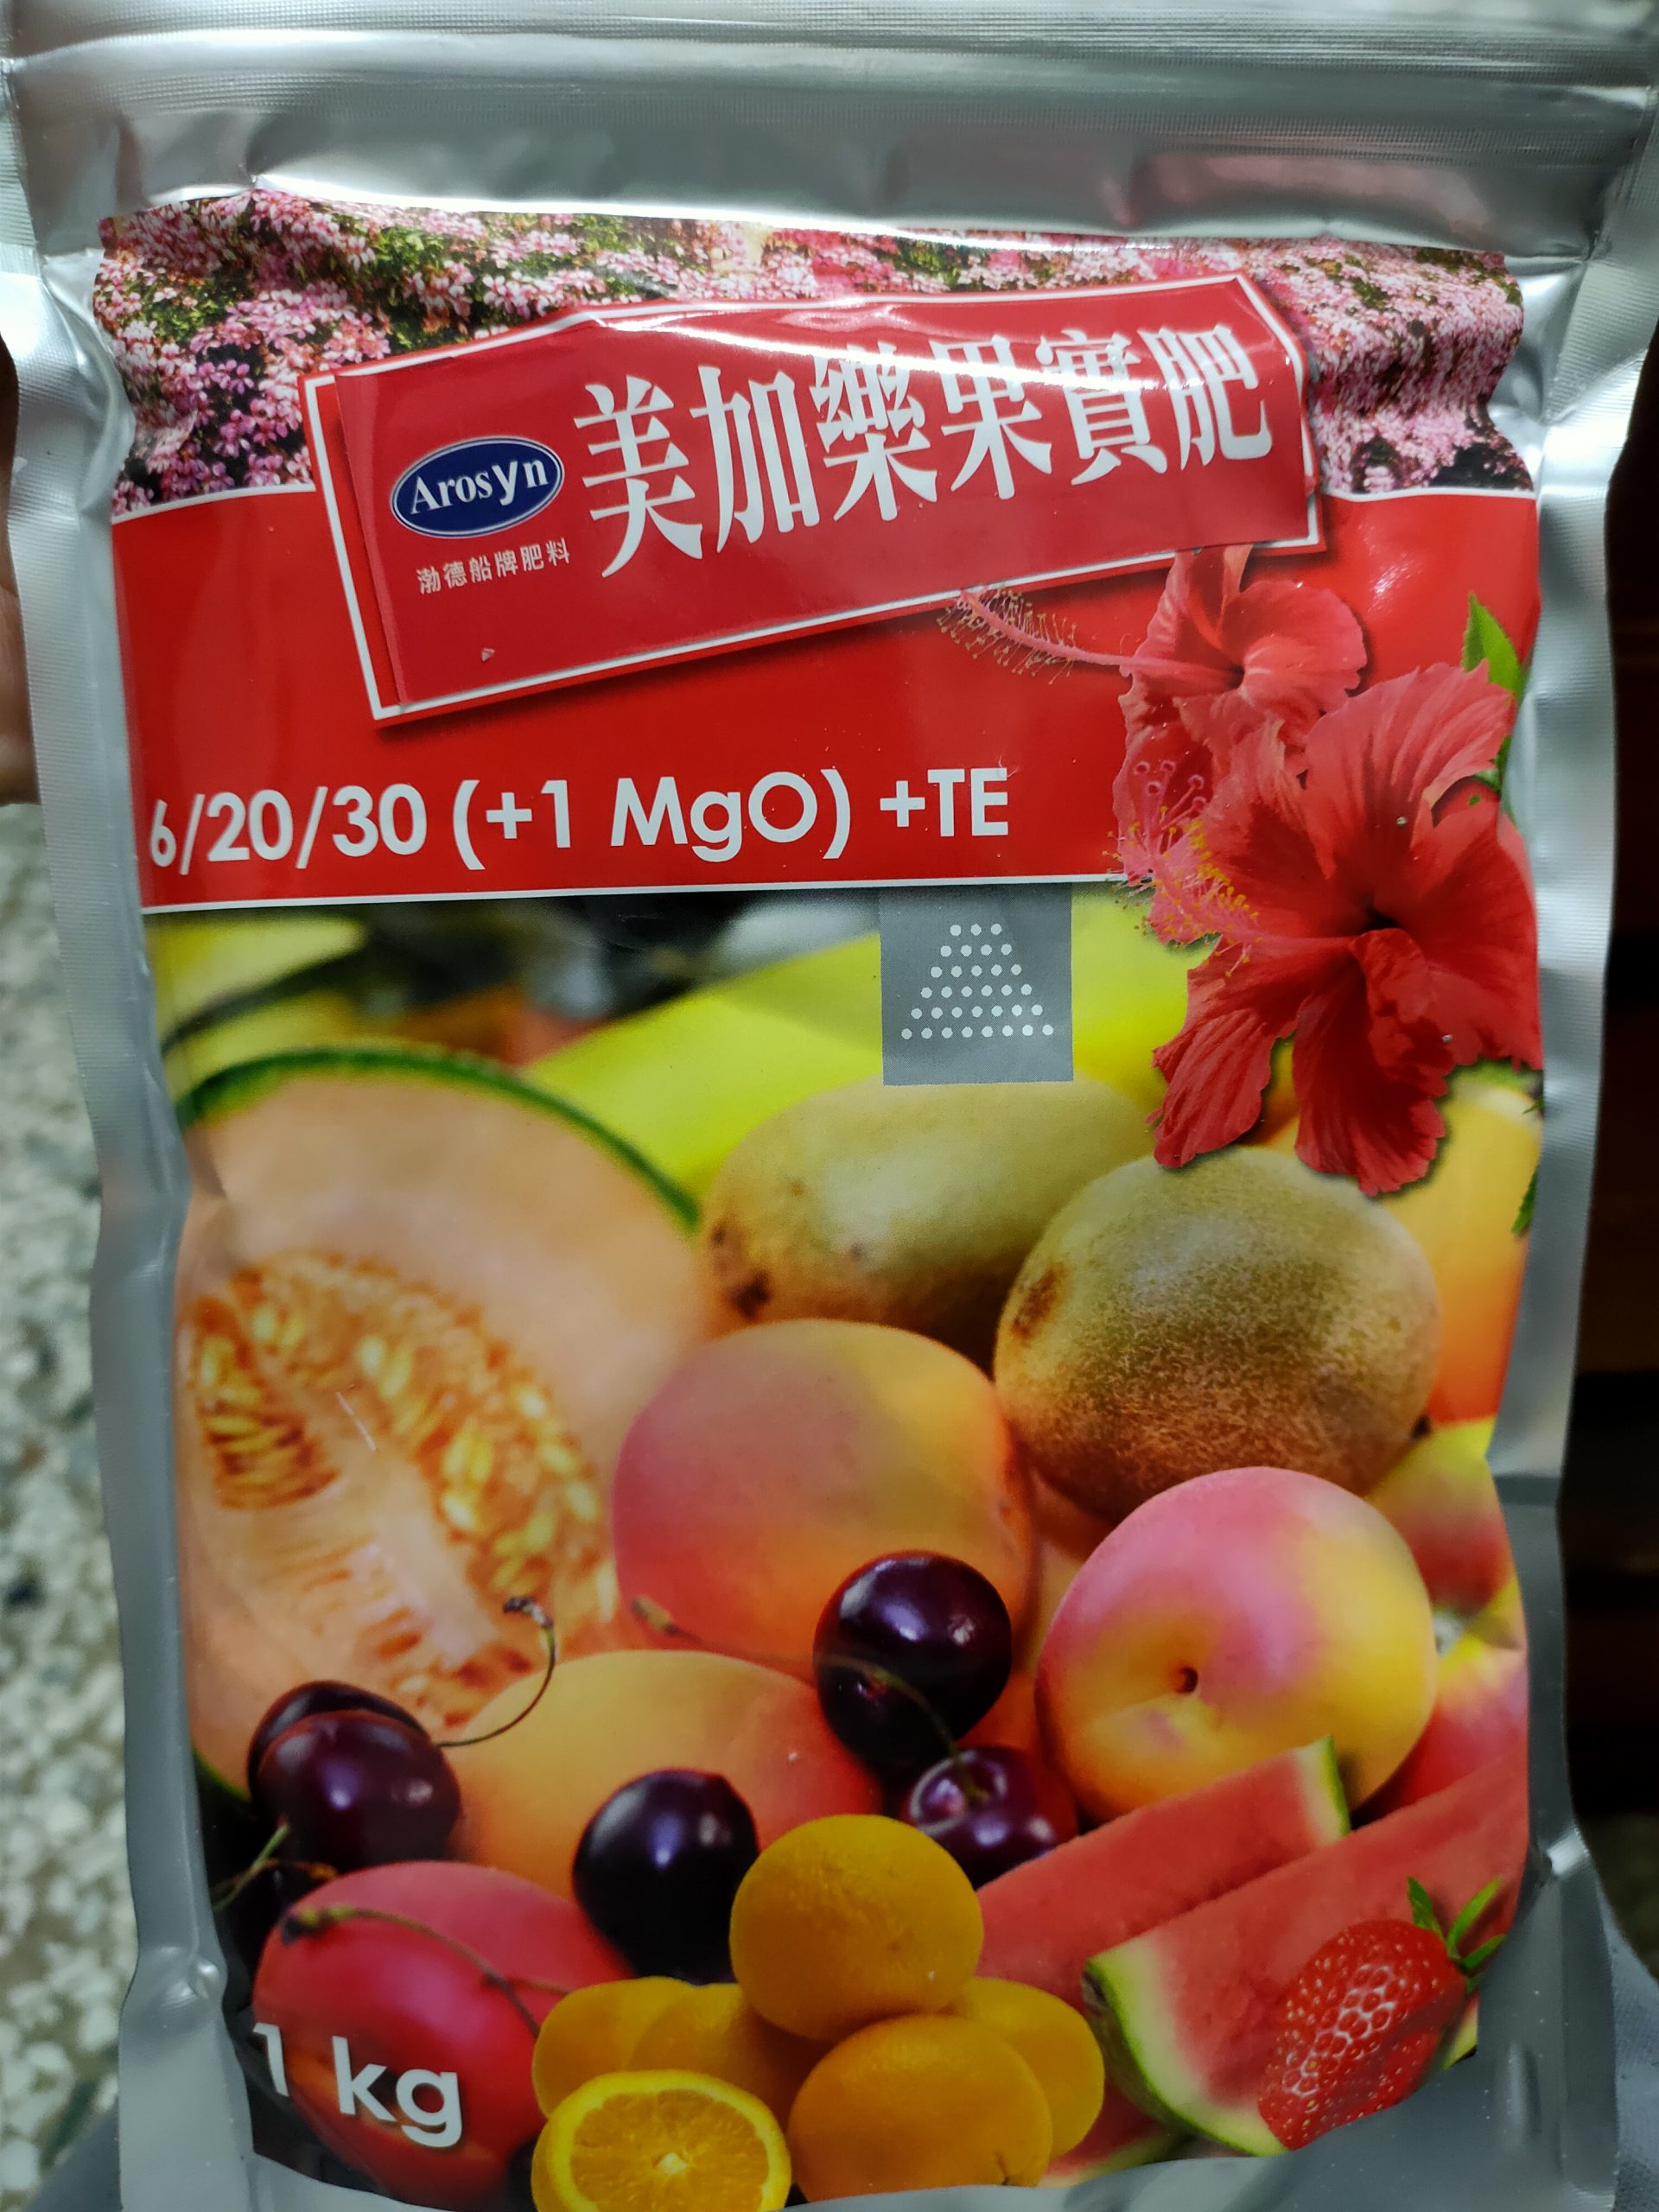 美加樂果實肥
Arosyn
渤德船牌肥料
6/20/30 (+1 MgO) +TE
1 kg